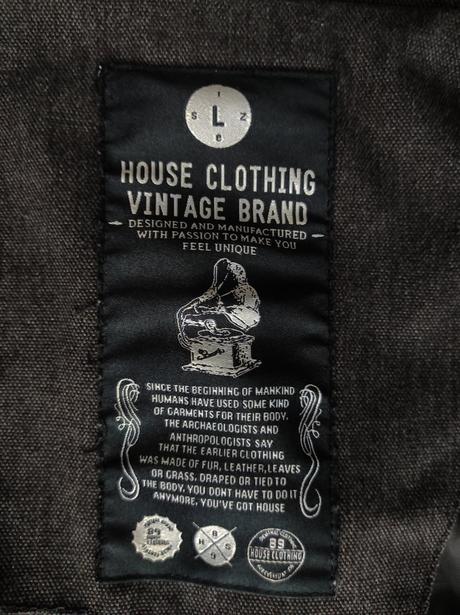 I
S L Z
e
HOUSE CLOTHING
VINTAGE BRAND
DESIGNED AND MANUFACTURED
WITH PASSION TO MAKE YOU
FEEL UNIQUE
SINCE THE BEGINNING OF MANKIND
HUMANS HAVE USED SOME KIND
OF GARMENTS FOR THEIR BODY.
THE ARCHAEOLOGISTS AND
ANTHROPOLOGISTS SAY
THAT THE EARLIER CLOTHING
WAS MADE OF FUR, LEATHER,LEAVES
OR GRASS, DRAPED OR TIED TO
THE BODY. YOU DONT HAVE TO DO IT
ANYMORE, YOU'VE GOT HOUSE
89
H S
9
89
HOUSE CLOTHING